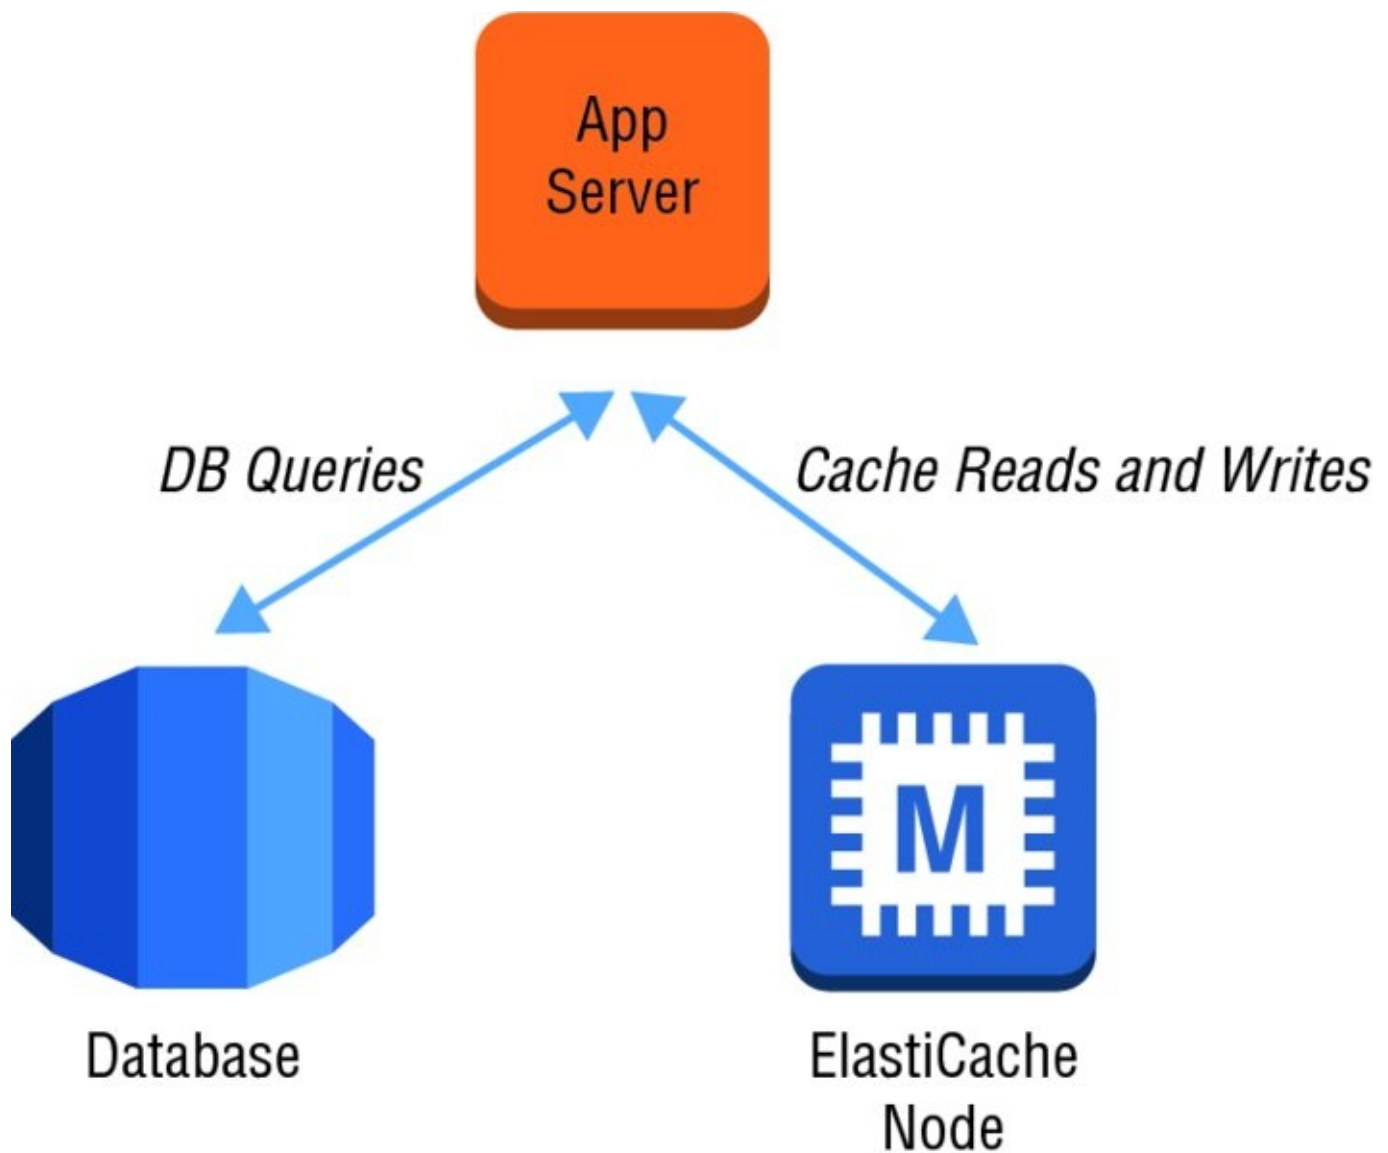 App
Server
DB Queries
Cache Reads and Writes
M
Database
ElastiCache
Node